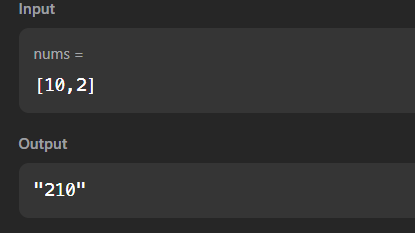 Input
nums =
[10,2]
Output
"210"